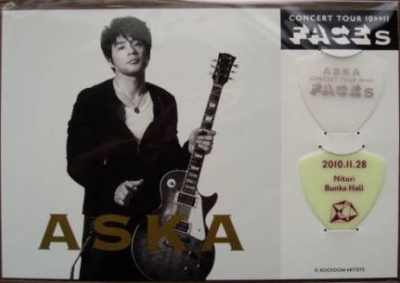 CONCERT TOUR 10>>11
FACEs
ASKA
CONCERT TOUR 10>>11
FACEs
2010.11.28
Nitori
Bunka Hall
ASKA
© ROCKDOM ARTISTS